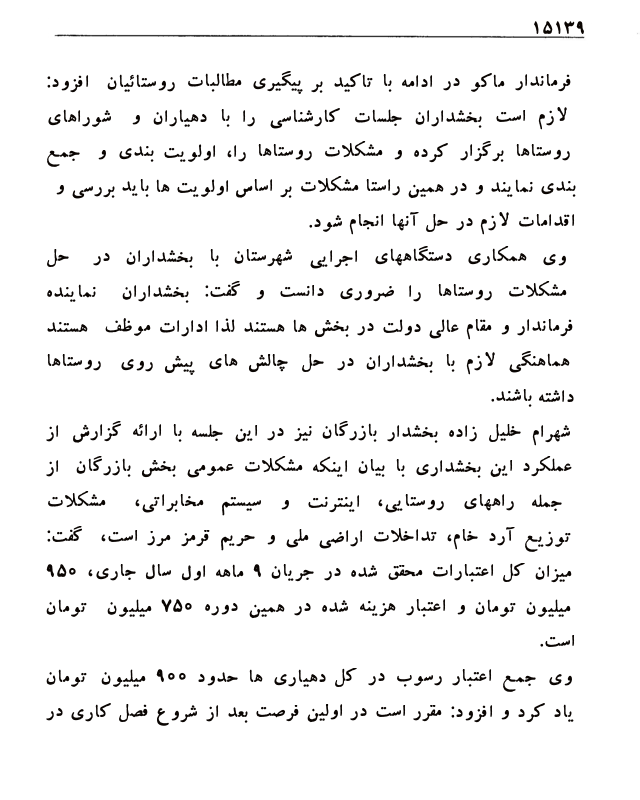 ۱۵۱۳۹
فرماندار ماکو در ادامه با تاکید بر پیگیری مطالبات روستائیان افزود:
لازم است بخشداران جلسات کارشناسی را با دهیاران و شوراهای
روستاها برگزار کرده و مشکلات روستاها را، اولویت بندی و جمع
بندی نمایند و در همین راستا مشکلات بر اساس اولویت ها باید بررسی و
اقدامات لازم در حل آنها انجام شود.
وی همکاری دستگاههای اجرایی شهرستان با بخشداران در حل
مشکلات روستاها را ضروری دانست و گفت: بخشداران نماینده
فرماندار و مقام عالی دولت در بخش ها هستند لذا ادارات موظف هستند
هماهنگی لازم با بخشداران در حل چالش های پیش روی روستاها
داشته باشند.
شهرام خلیل زاده بخشدار بازرگان نیز در این جلسه با ارائه گزارش از
عملکرد این بخشداری با بیان اینکه مشکلات عمومی بخش بازرگان از
جمله راههای روستایی، اینترنت و سیستم مخابراتی، مشکلات
توزیع آرد خام، تداخلات اراضی ملی و حریم قرمز مرز است، گفت:
میزان کل اعتبارات محقق شده در جریان ۹ ماهه اول سال جاری، ۹۵۰
میلیون تومان و اعتبار هزینه شده در همین دوره ۷۵۰ میلیون تومان
است.
وی جمع اعتبار رسوب در کل دهیاری ها حدود ۹۰۰ میلیون تومان
یاد کرد و افزود: مقرر است در اولین فرصت بعد از شروع فصل کاری در